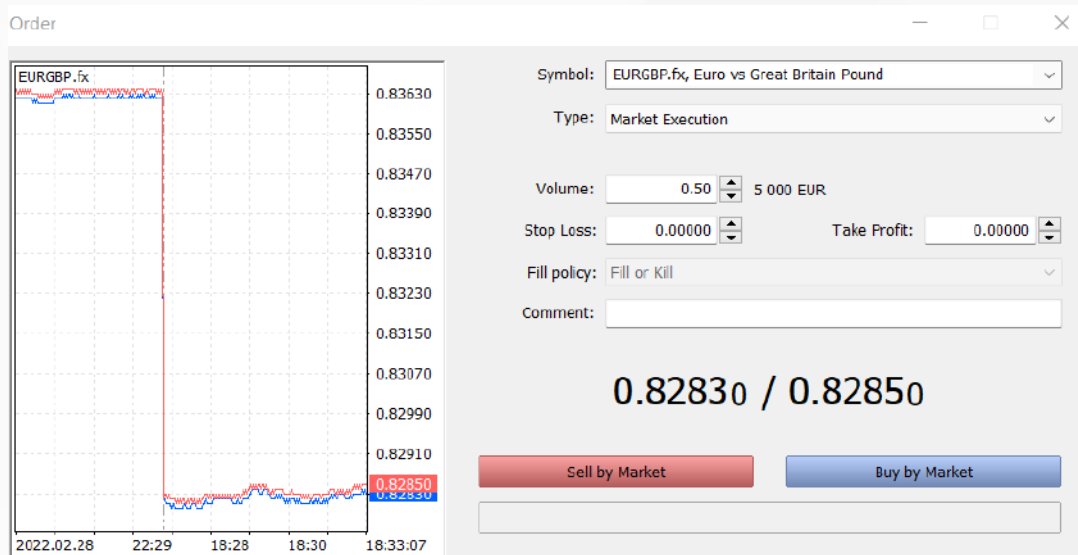 Order
EURGBP.fx
0.83630
0.83550
0.83470
0.83390
0.83310
0.83230
0.83150
0.83070
0.82990
0.82910
0.82850
0.82830
2022.02.28 22:29 18:28 18:30 18:33:07
Symbol: EURGBP.fx, Euro vs Great Britain Pound
Type: Market Execution
Volume: 0.50 5 000 EUR
Stop Loss: 0.00000 Take Profit: 0.00000
Fill policy: Fill or Kill
Comment:
0.82830 / 0.82850
Sell by Market Buy by Market